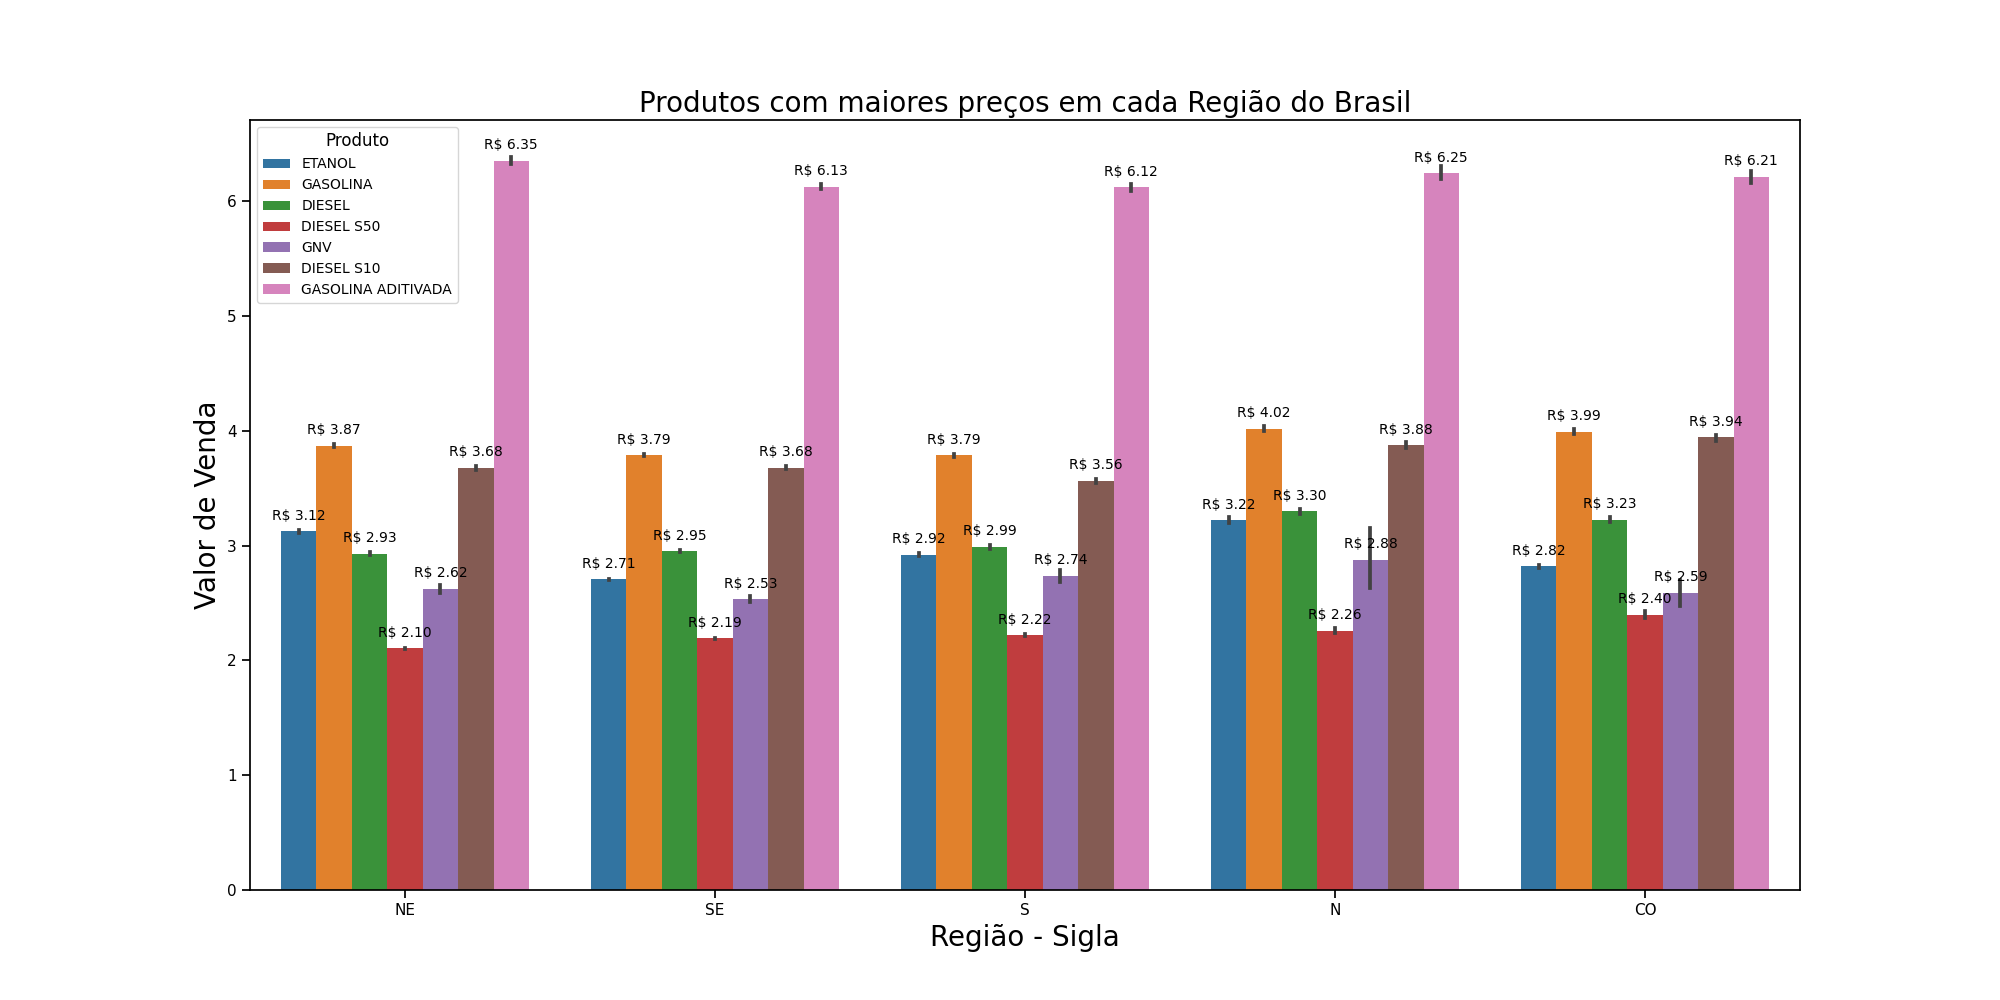 Produtos com maiores preços em cada Região do Brasil
Produto
ETANOL
GASOLINA
DIESEL
DIESEL S50
GNV
DIESEL S10
GASOLINA ADITIVADA
Valor de Venda
6
5
4
3
2
1
0
R$ 3.12
R$ 3.87
R$ 2.93
R$ 2.10
R$ 2.62
R$ 3.68
R$ 6.35
R$ 2.71
R$ 3.79
R$ 2.95
R$ 2.19
R$ 2.53
R$ 3.68
R$ 6.13
R$ 2.92
R$ 3.79
R$ 2.99
R$ 2.22
R$ 2.74
R$ 3.56
R$ 6.12
R$ 3.22
R$ 4.02
R$ 3.30
R$ 2.26
R$ 2.88
R$ 3.88
R$ 6.25
R$ 2.82
R$ 3.99
R$ 3.23
R$ 2.40
R$ 2.59
R$ 3.94
R$ 6.21
NE
SE
S
N
CO
Região - Sigla